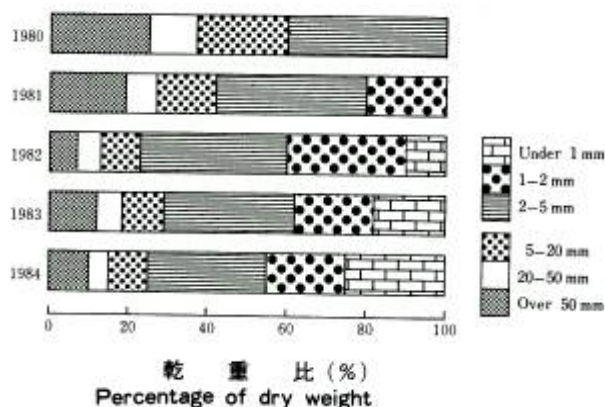 1980
1981
1982
1983
1984
Under 1 mm
1–2 mm
2–5 mm
5–20 mm
20–50 mm
Over 50 mm
0 20 40 60 80 100
乾 重 比 (%)
Percentage of dry weight